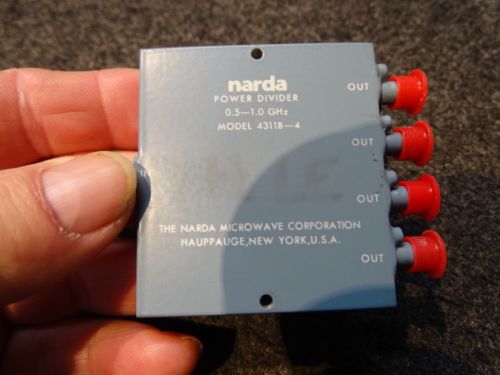 narda
POWER DIVIDER
0.5—1.0 GHz
MODEL 4311B—4
OUT
OUT
OUT
OUT
THE NARDA MICROWAVE CORPORATION
HAUPPAUGE, NEW YORK, U.S.A.